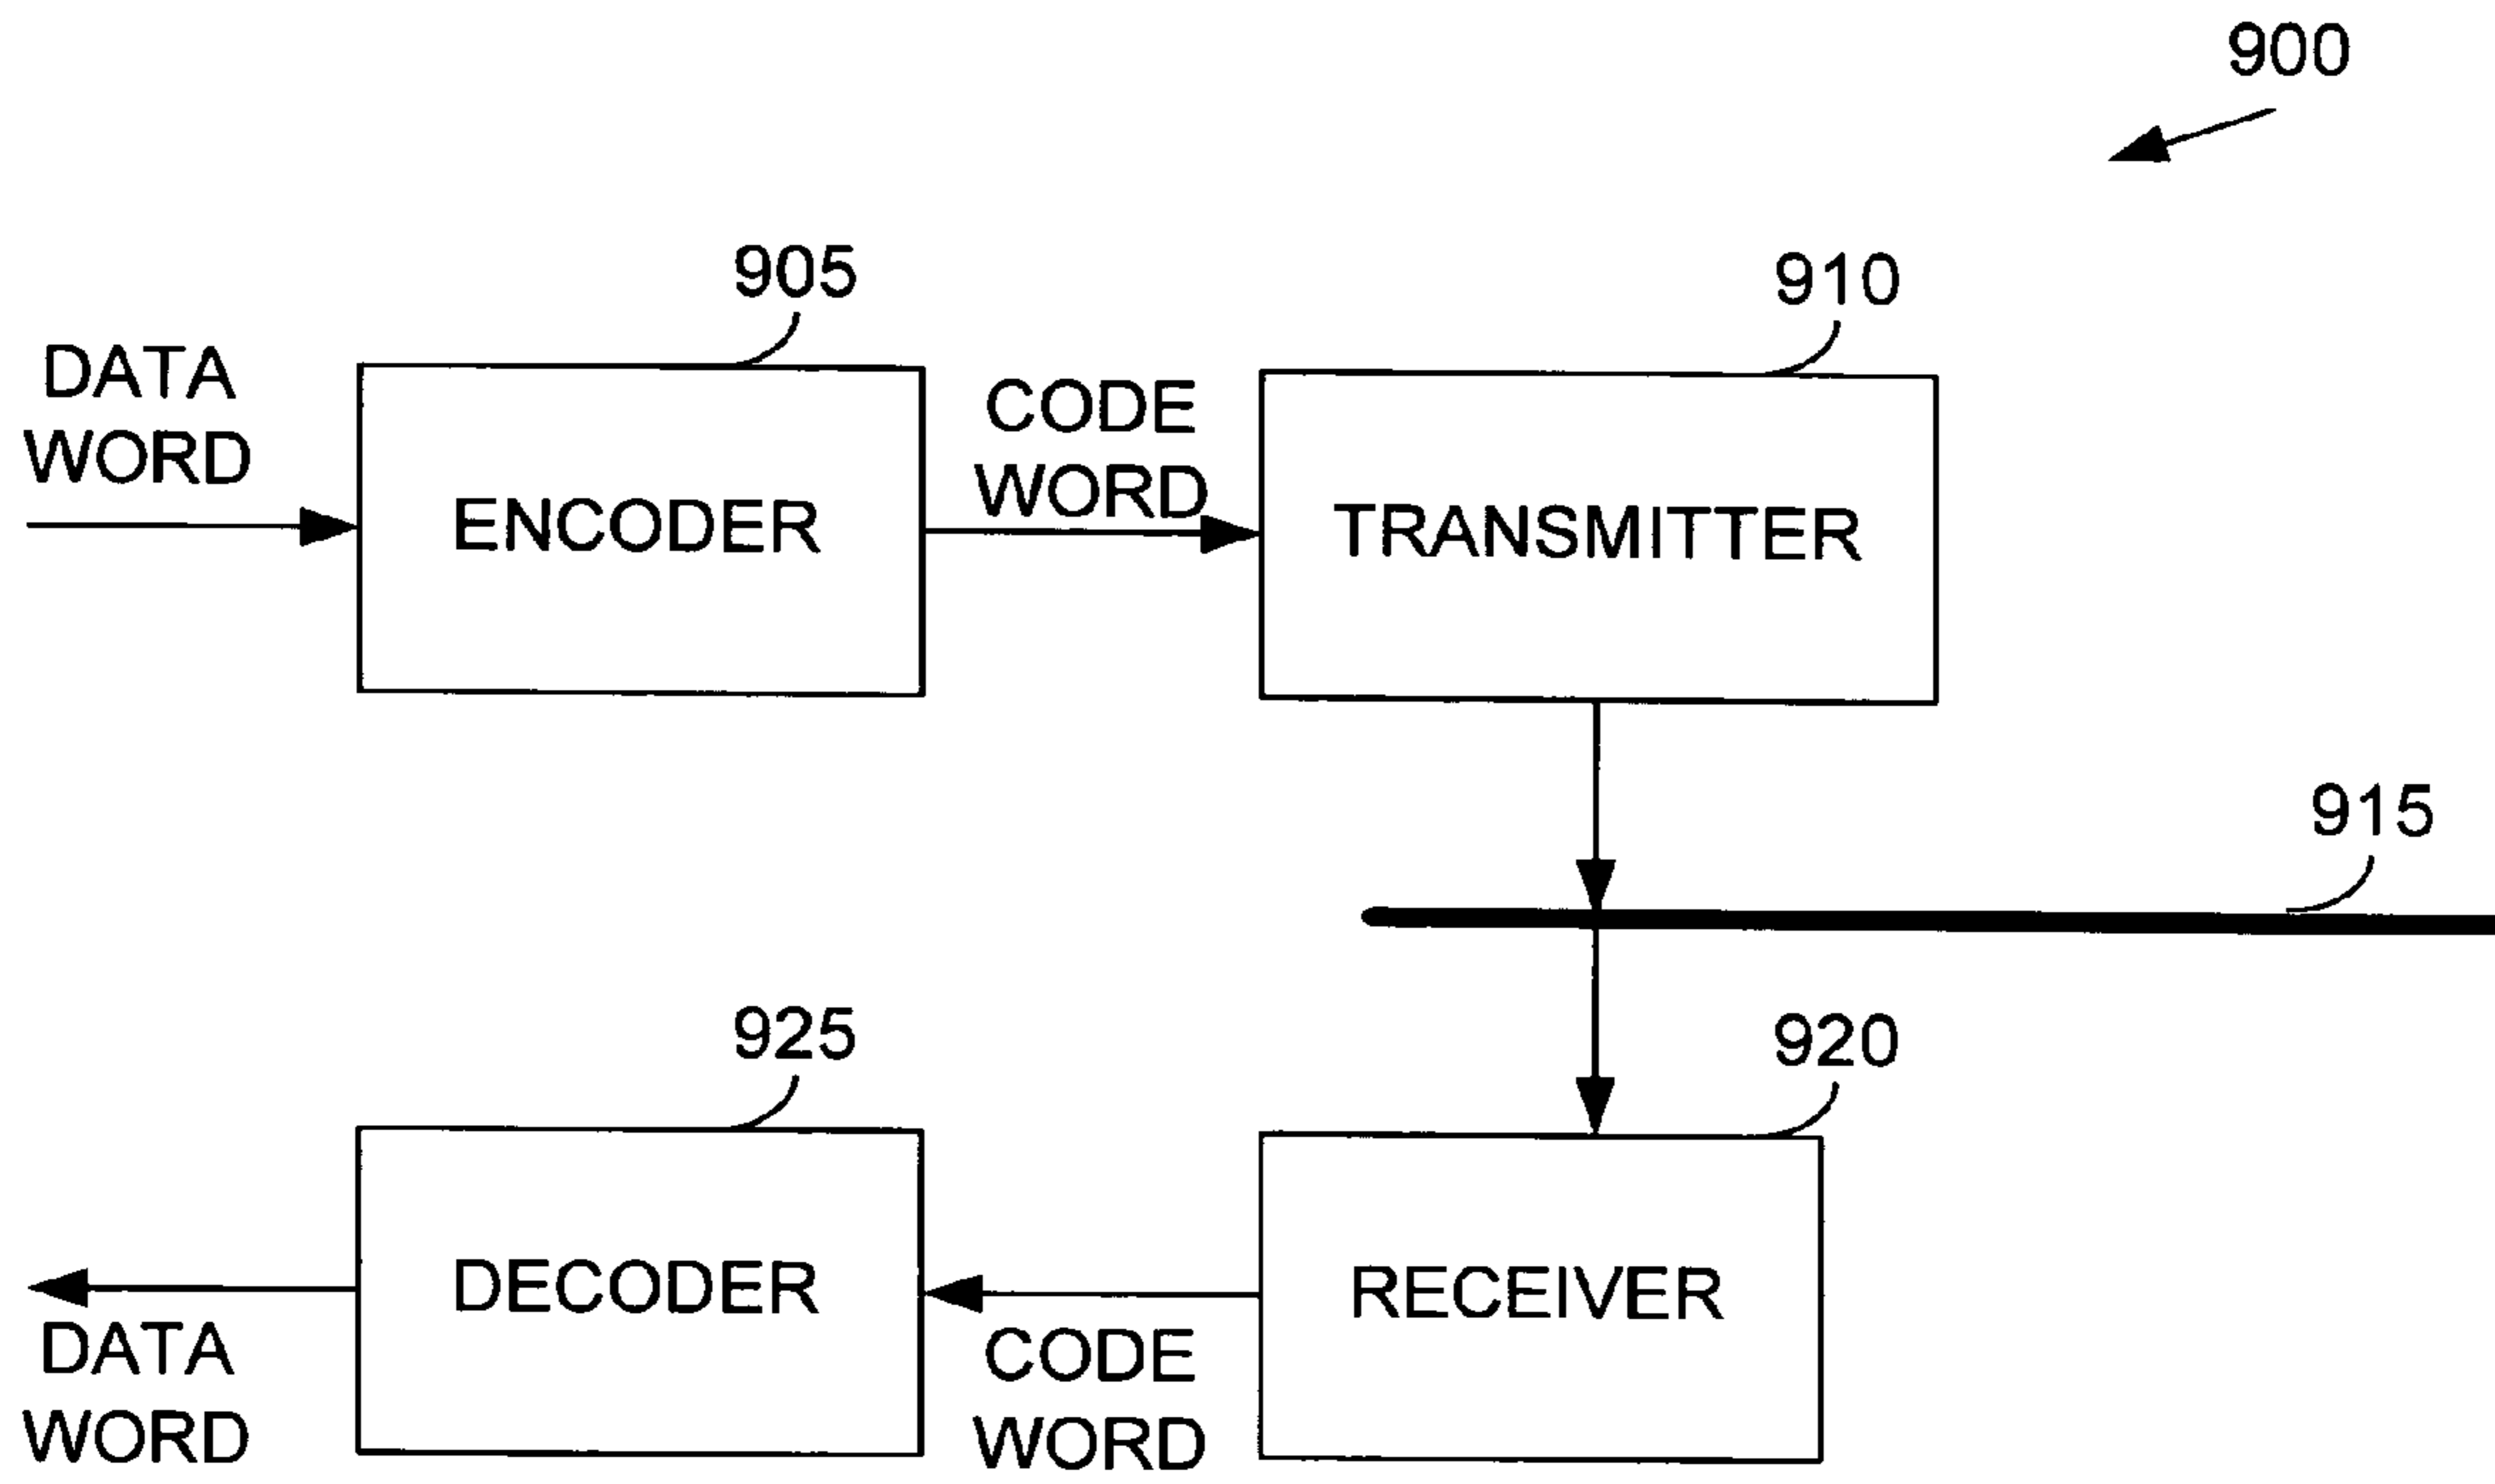 900
905
910
DATA
WORD
CODE
WORD
ENCODER
TRANSMITTER
915
925
920
DECODER
RECEIVER
DATA
WORD
CODE
WORD